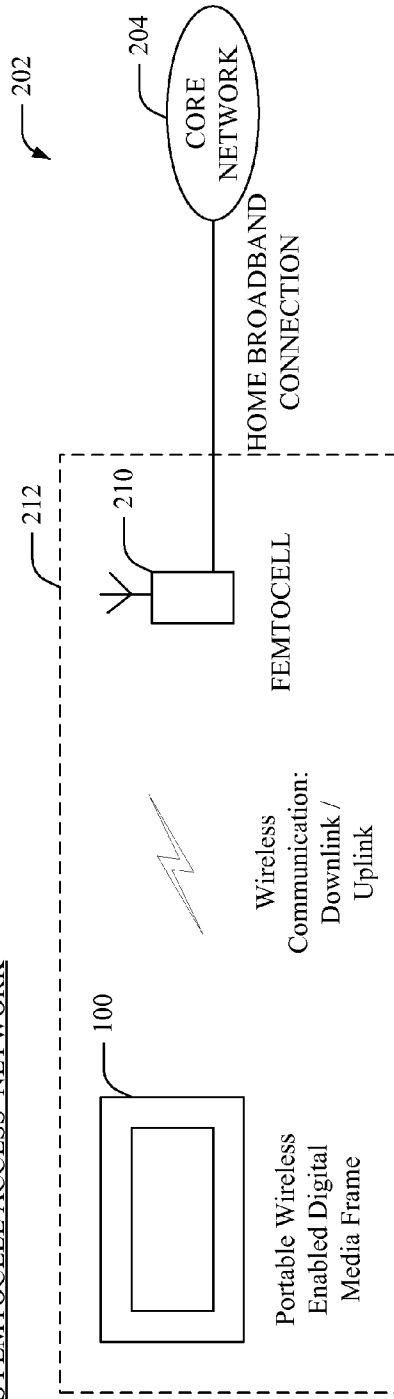 FEMTOCELL ACCESS NETWORK
202
212
204
210
100
CORE
NETWORK
HOME BROADBAND
CONNECTION
FEMTOCELL
Wireless
Communication:
Downlink /
Uplink
Portable Wireless
Enabled Digital
Media Frame